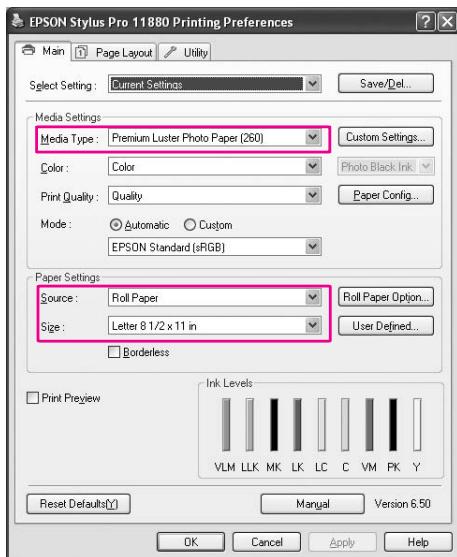 EPSON Stylus Pro 11880 Printing Preferences
Main Page Layout Utility
Select Setting : Current Settings Save/Del...
Media Settings
Media Type : Premium Luster Photo Paper (260) Custom Settings...
Color : Color Photo Black Ink
Print Quality : Quality Paper Config...
Mode : Automatic Custom
EPSON Standard (sRGB)
Paper Settings
Source : Roll Paper Roll Paper Option...
Size : Letter 8 1/2 x 11 in User Defined...
Borderless
Print Preview
Ink Levels
VLM LLK MK LK LC C VM PK Y
Reset Defaults(Y) Manual Version 6.50
OK Cancel Apply Help